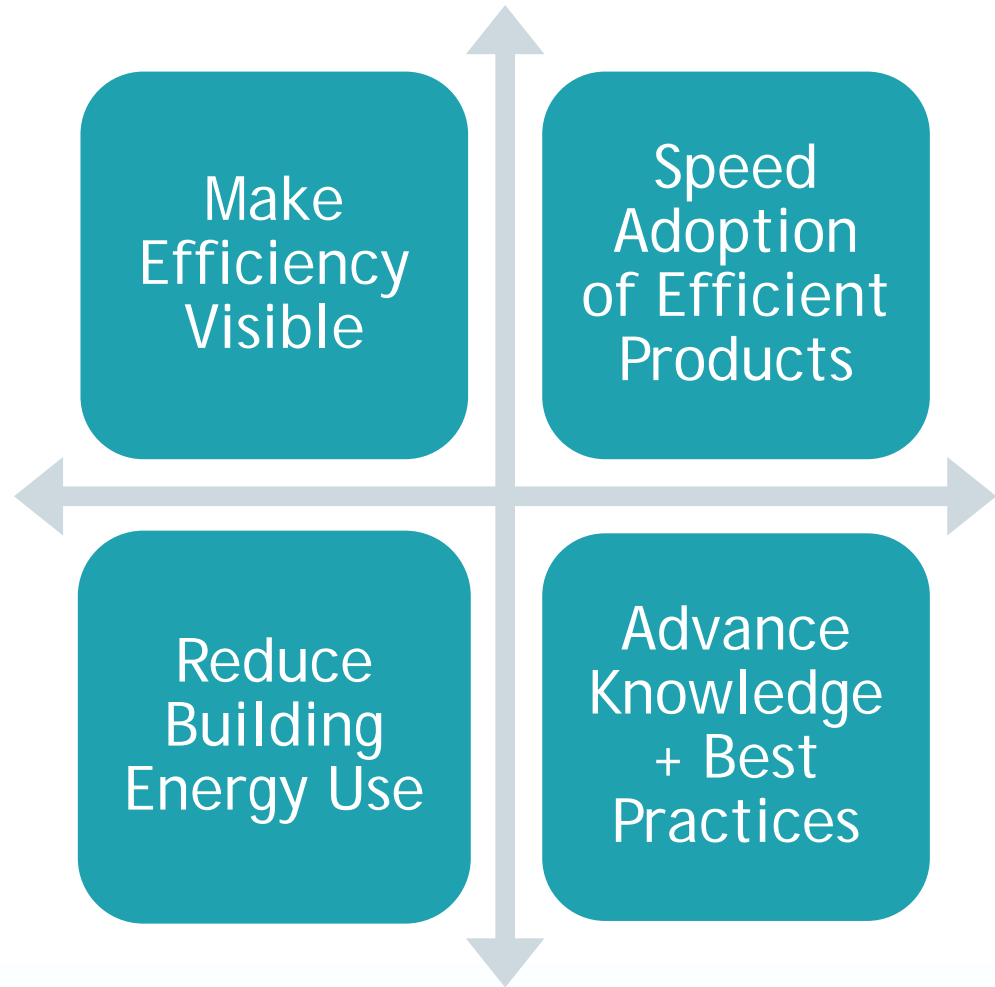 Make
Efficiency
Visible
Speed
Adoption
of Efficient
Products
Reduce
Building
Energy Use
Advance
Knowledge
+ Best
Practices